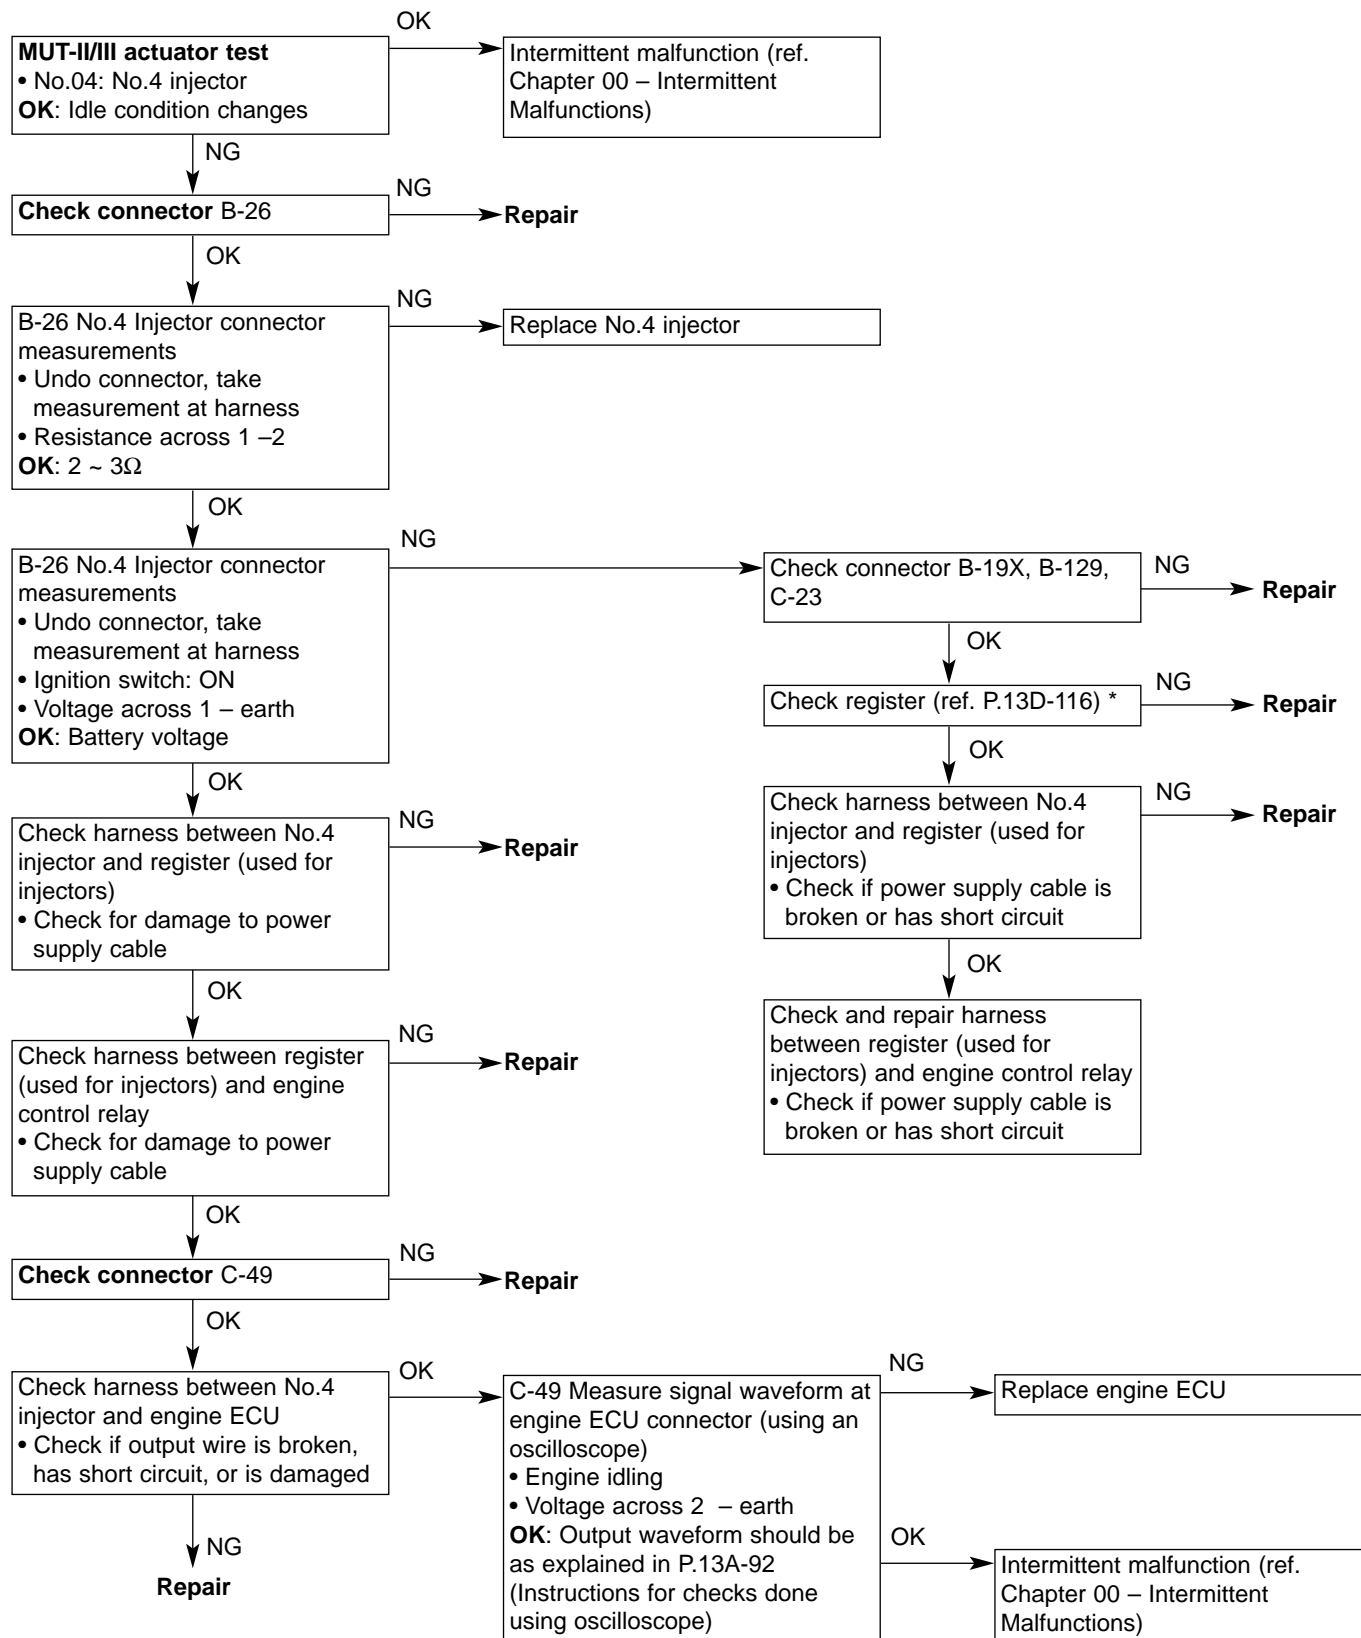 OK
MUT-II/III actuator test
• No.04: No.4 injector
OK: Idle condition changes
Intermittent malfunction (ref.
Chapter 00 – Intermittent
Malfunctions)
NG
Check connector B-26
NG
Repair
OK
B-26 No.4 Injector connector
measurements
• Undo connector, take
measurement at harness
• Resistance across 1 –2
OK: 2 ~ 3Ω
NG
Replace No.4 injector
OK
B-26 No.4 Injector connector
measurements
• Undo connector, take
measurement at harness
• Ignition switch: ON
• Voltage across 1 – earth
OK: Battery voltage
NG
Check connector B-19X, B-129,
C-23
NG
Repair
OK
Check register (ref. P.13D-116) *
NG
Repair
OK
Check harness between No.4
injector and register (used for
injectors)
• Check if power supply cable is
broken or has short circuit
NG
Repair
OK
Check and repair harness
between register (used for
injectors) and engine control relay
• Check if power supply cable is
broken or has short circuit
OK
Check harness between No.4
injector and register (used for
injectors)
• Check for damage to power
supply cable
NG
Repair
OK
Check harness between register
(used for injectors) and engine
control relay
• Check for damage to power
supply cable
NG
Repair
OK
Check connector C-49
NG
Repair
OK
Check harness between No.4
injector and engine ECU
• Check if output wire is broken,
has short circuit, or is damaged
NG
Repair
OK
C-49 Measure signal waveform at
engine ECU connector (using an
oscilloscope)
• Engine idling
• Voltage across 2 – earth
OK: Output waveform should be
as explained in P.13A-92
(Instructions for checks done
using oscilloscope)
NG
Replace engine ECU
OK
Intermittent malfunction (ref.
Chapter 00 – Intermittent
Malfunctions)